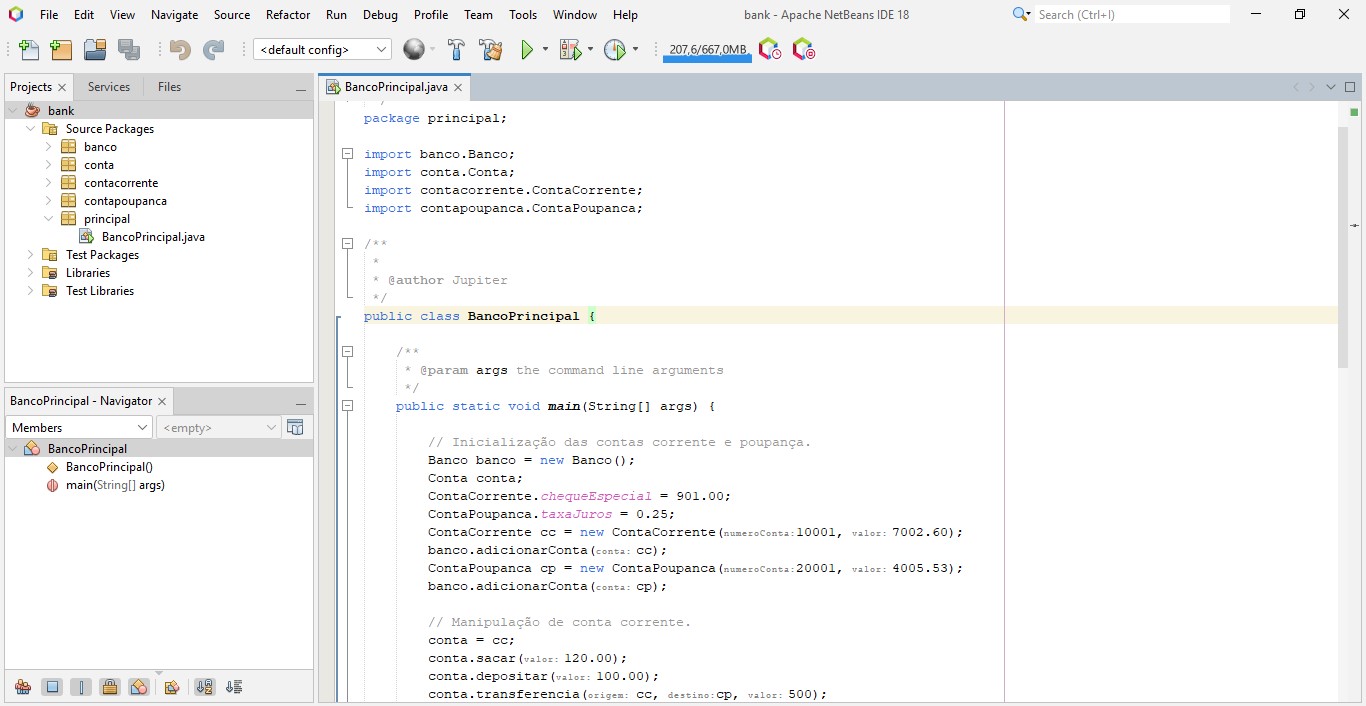 File Edit View Navigate Source Refactor Run Debug Profile Team Tools Window Help
bank - Apache NetBeans IDE 18
Search (Ctrl+I)
<default config>
207,6/667,0MB
Projects
Services
Files
bank
Source Packages
banco
conta
contacorrente
contapoupanca
principal
BancoPrincipal.java
Test Packages
Libraries
Test Libraries
BancoPrincipal - Navigator
Members
<empty>
BancoPrincipal
BancoPrincipal()
main(String[] args)
BancoPrincipal.java
*/
package principal;
import banco.Banco;
import conta.Conta;
import contacorrente.ContaCorrente;
import contapoupanca.ContaPoupanca;
/**
*
* @author Jupiter
*/
public class BancoPrincipal {
/**
* @param args the command line arguments
*/
public static void main(String[] args) {
// Inicialização das contas corrente e poupança.
Banco banco = new Banco();
Conta conta;
ContaCorrente.chequeEspecial = 901.00;
ContaPoupanca.taxaJuros = 0.25;
ContaCorrente cc = new ContaCorrente(numeroConta:10001, valor: 7002.60);
banco.adicionarConta(conta: cc);
ContaPoupanca cp = new ContaPoupanca(numeroConta:20001, valor: 4005.53);
banco.adicionarConta(conta: cp);
// Manipulação de conta corrente.
conta = cc;
conta.sacar(valor: 120.00);
conta.depositar(valor: 100.00);
conta.transferencia(origem: cc, destino:cp, valor: 500);